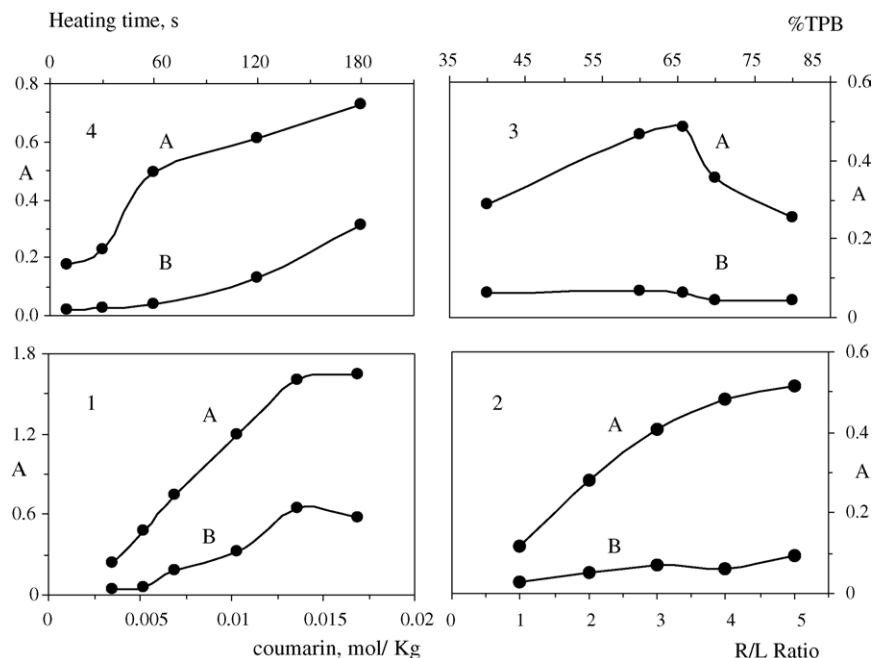 Heating time, s
%TPB
0 60 120 180
35 45 55 65 75 85
0.8
0.6
0.4
0.2
0.0
A
4
A
B
3
A
B
0.6
0.4
0.2
0
A
1.8
1.2
0.6
0
A
1
A
B
2
A
B
0.6
0.4
0.2
0
A
0 0.005 0.01 0.015 0.02
0 1 2 3 4 5
coumarin, mol/ Kg
R/L Ratio